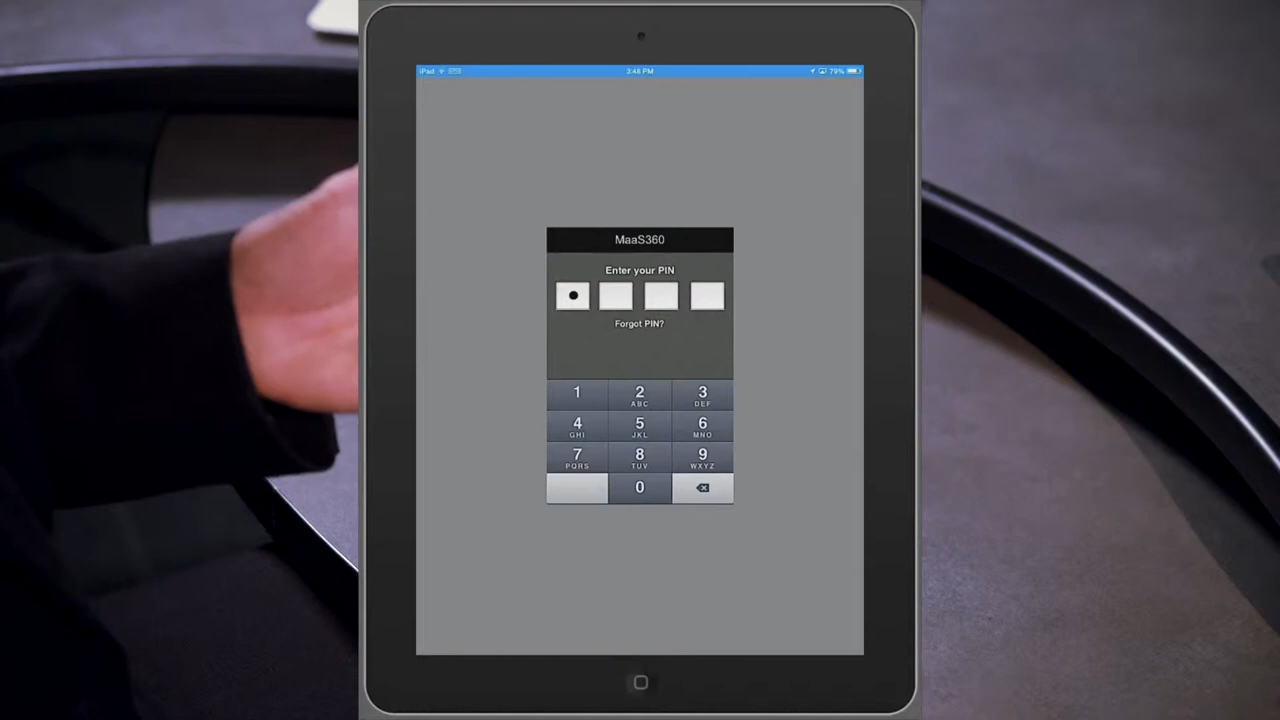 iPad
3:48 PM
79%
MaaS360
Enter your PIN
Forgot PIN?
1 2 3
ABC DEF
4 5 6
GHI JKL MNO
7 8 9
PQRS TUV WXYZ
0